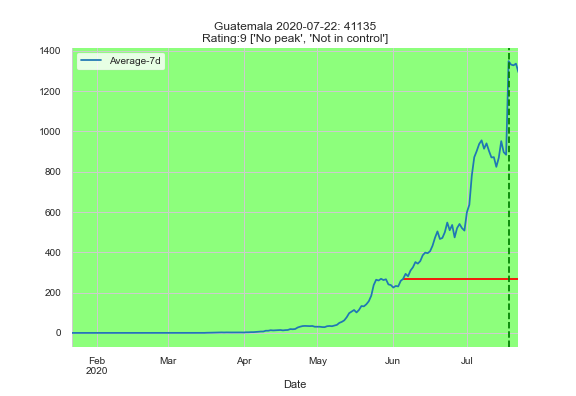 Guatemala 2020-07-22: 41135
Rating:9 ['No peak', 'Not in control']
1400
Average-7d
1200
1000
800
600
400
200
0
Feb Mar Apr May Jun Jul
2020
Date